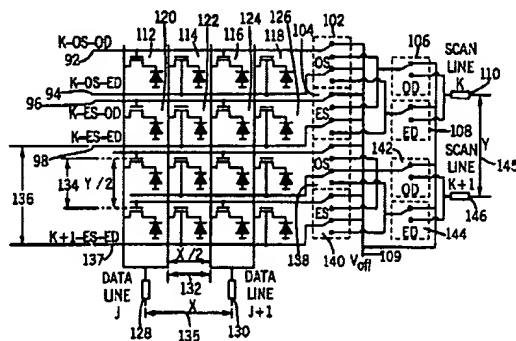 112 120 114 122 116 124 118 126 104 102
K-OS-OD
92
OS
106
SCAN LINE K
110
94
K-OS-ED
OD
96
K-ES-OD
ES
ED
108
Y
K-ES-ED
98
OS
142
SCAN LINE K+1
145
136
134 Y/2
OD
138
146
ES
ED
K+1-ES-ED
137
X/2
132
140
Voff
109
144
DATA LINE J
DATA LINE J+1
128
X
135
130